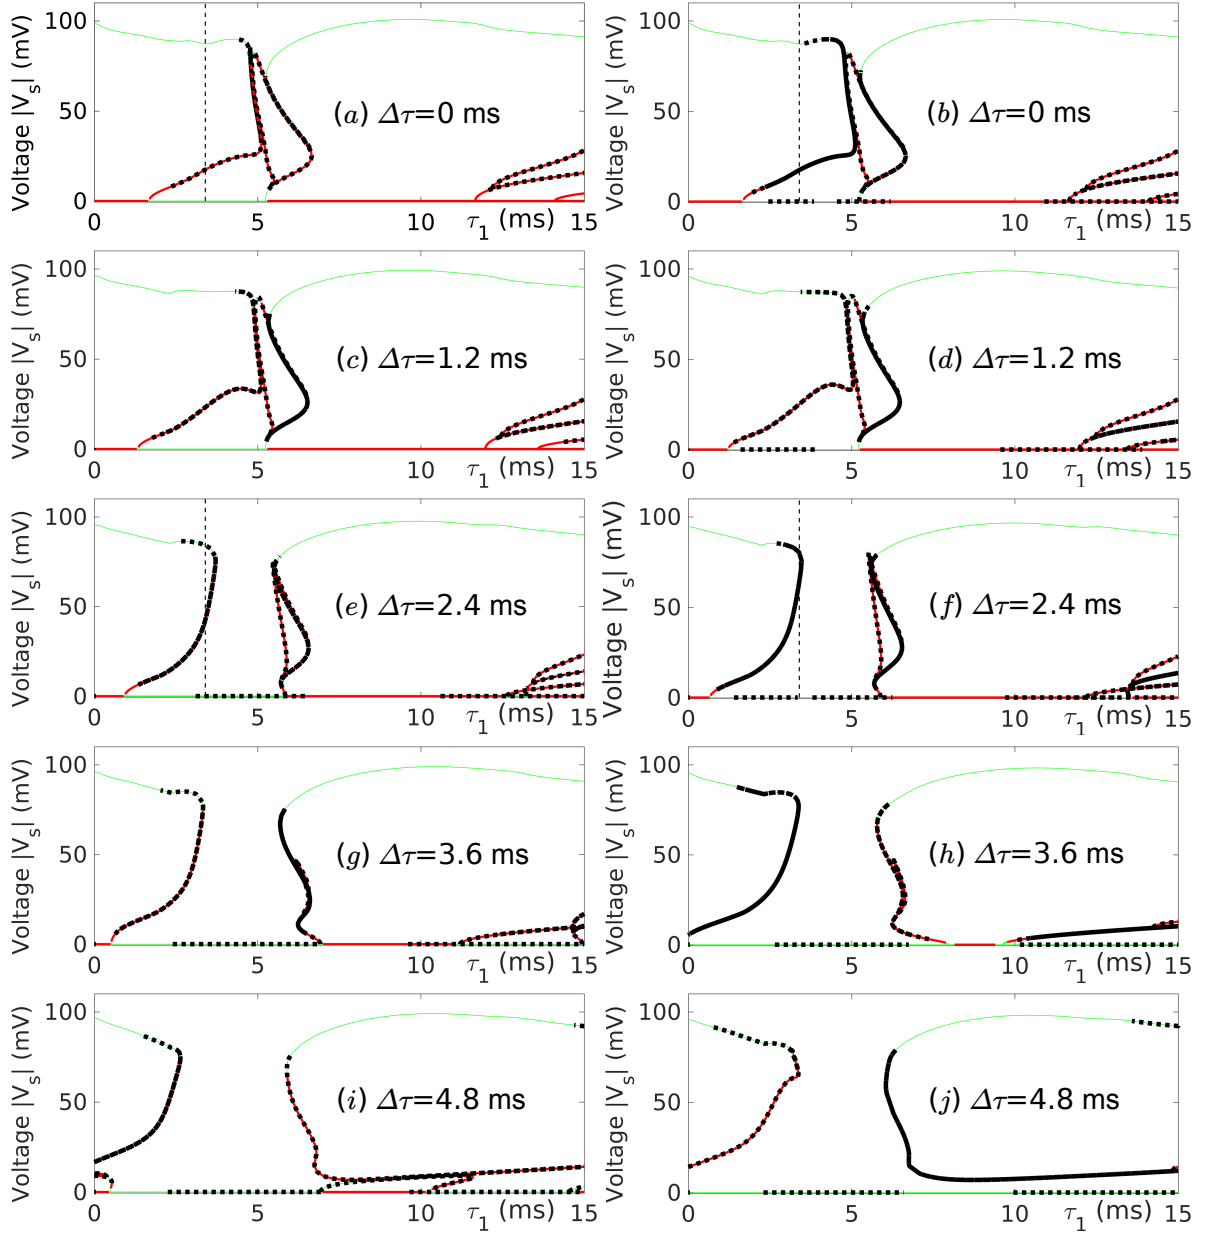 Voltage |V_s| (mV)
100
50
0
(a) Δτ=0 ms
0
5
τ_1 (ms)
10
15
Voltage |V_s| (mV)
100
50
0
(b) Δτ=0 ms
0
5
τ_1 (ms)
10
15
Voltage |V_s| (mV)
100
50
0
(c) Δτ=1.2 ms
0
5
τ_1 (ms)
10
15
Voltage |V_s| (mV)
100
50
0
(d) Δτ=1.2 ms
0
5
τ_1 (ms)
10
15
Voltage |V_s| (mV)
100
50
0
(e) Δτ=2.4 ms
0
5
τ_1 (ms)
10
15
Voltage |V_s| (mV)
100
50
0
(f) Δτ=2.4 ms
0
5
τ_1 (ms)
10
15
Voltage |V_s| (mV)
100
50
0
(g) Δτ=3.6 ms
0
5
τ_1 (ms)
10
15
Voltage |V_s| (mV)
100
50
0
(h) Δτ=3.6 ms
0
5
τ_1 (ms)
10
15
Voltage |V_s| (mV)
100
50
0
(i) Δτ=4.8 ms
0
5
τ_1 (ms)
10
15
Voltage |V_s| (mV)
100
50
0
(j) Δτ=4.8 ms
0
5
τ_1 (ms)
10
15